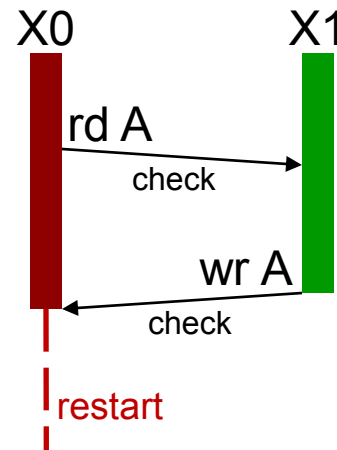 X0 X1
rd A
check
wr A
check
restart